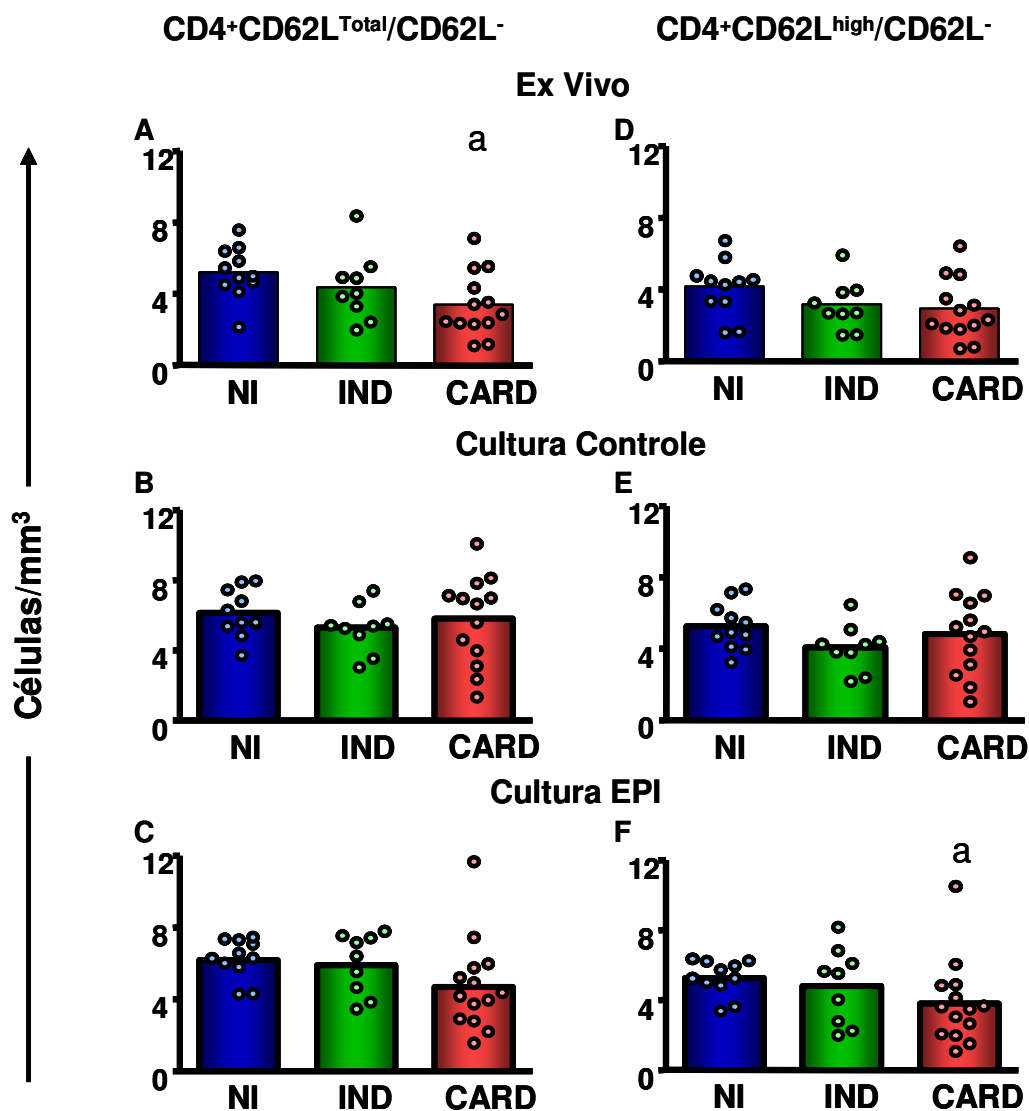 CD4⁺CD62Lᵀᵒᵗᵃˡ/CD62L⁻ CD4⁺CD62Lʰⁱᵍʰ/CD62L⁻
Ex Vivo
A
a
12
8
4
0
NI IND CARD
D
12
8
4
0
NI IND CARD
Cultura Controle
B
12
8
4
0
NI IND CARD
E
12
8
4
0
NI IND CARD
Cultura EPI
C
12
8
4
0
NI IND CARD
F
a
12
8
4
0
NI IND CARD
Células/mm³